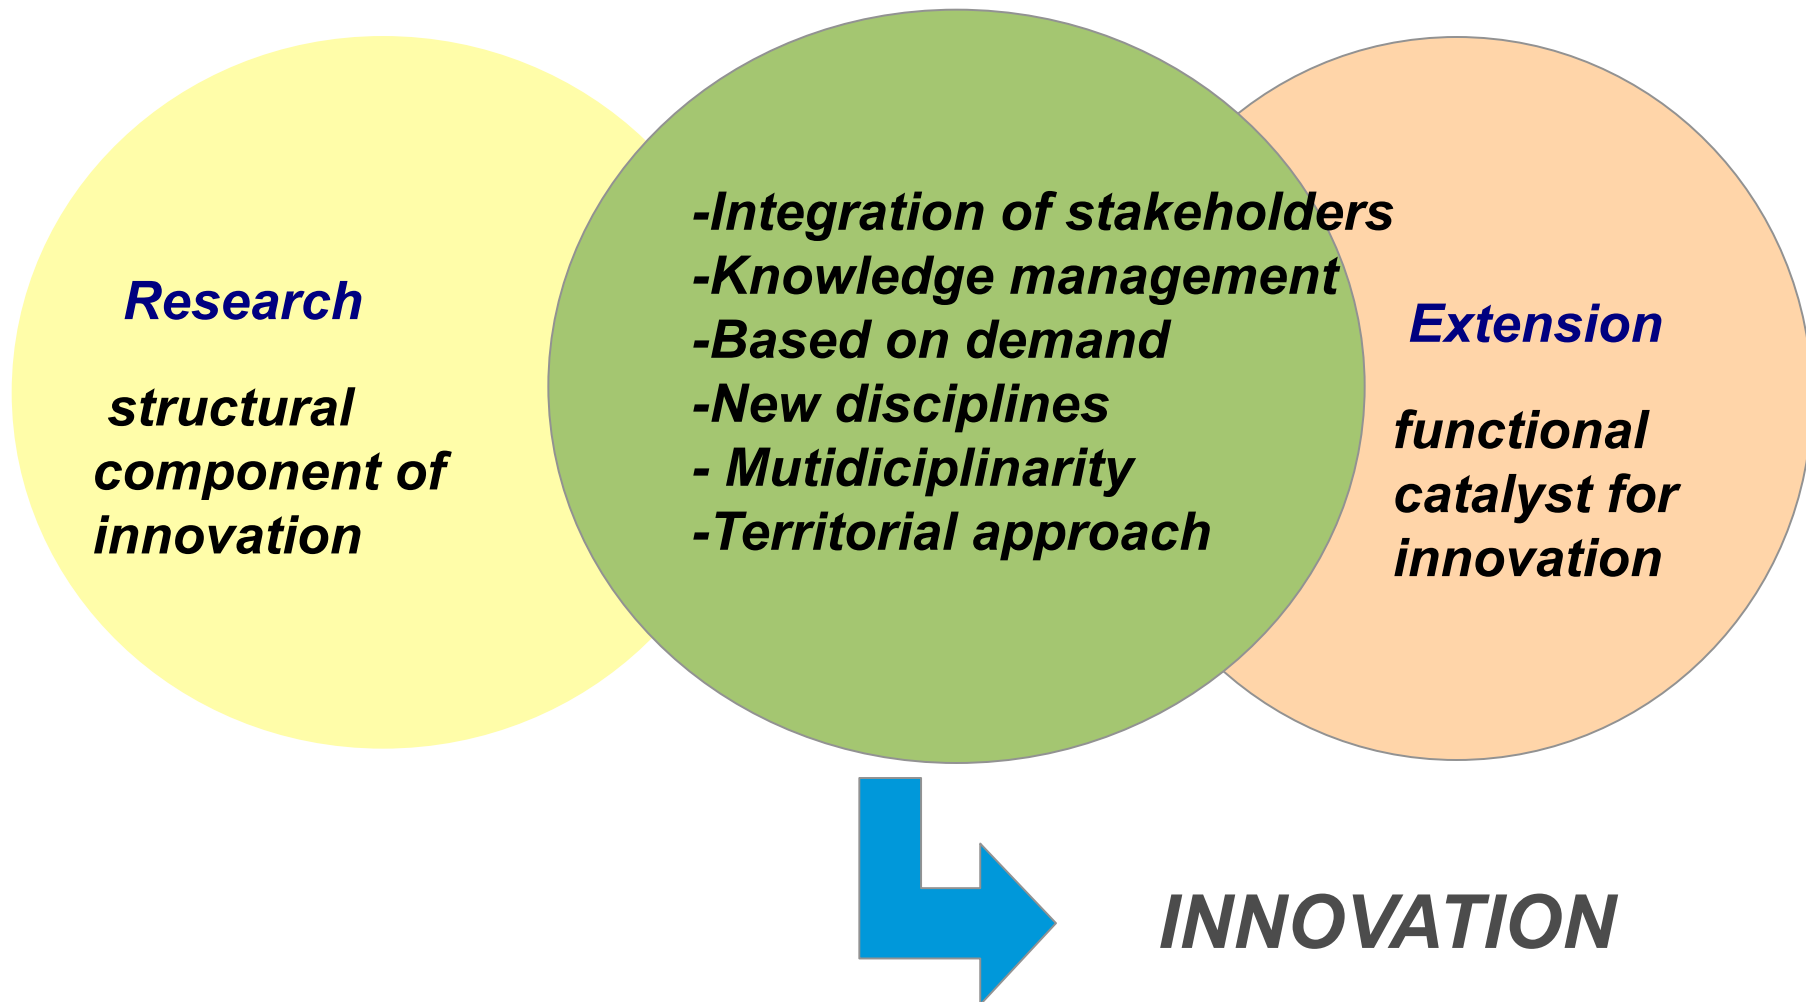 Research
structural
component of
innovation
-Integration of stakeholders
-Knowledge management
-Based on demand
-New disciplines
- Mutidiciplinarity
-Territorial approach
Extension
functional
catalyst for
innovation
INNOVATION